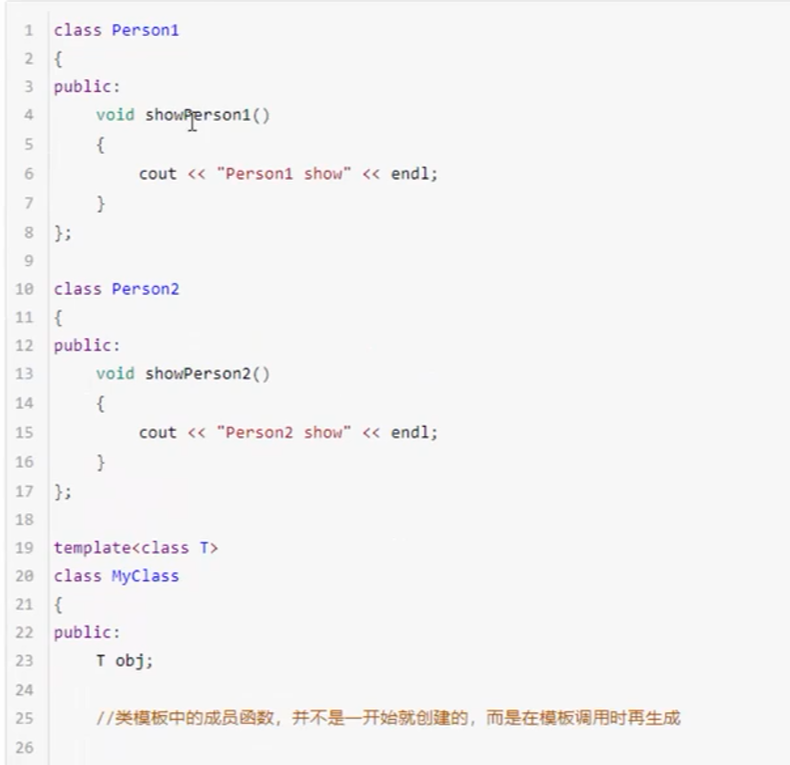 1 class Person1
2 {
3 public:
4     void showPerson1()
5     {
6         cout << "Person1 show" << endl;
7     }
8 };
9
10 class Person2
11 {
12 public:
13     void showPerson2()
14     {
15         cout << "Person2 show" << endl;
16     }
17 };
18
19 template<class T>
20 class MyClass
21 {
22 public:
23     T obj;
24
25     //类模板中的成员函数，并不是一开始就创建的，而是在模板调用时再生成
26